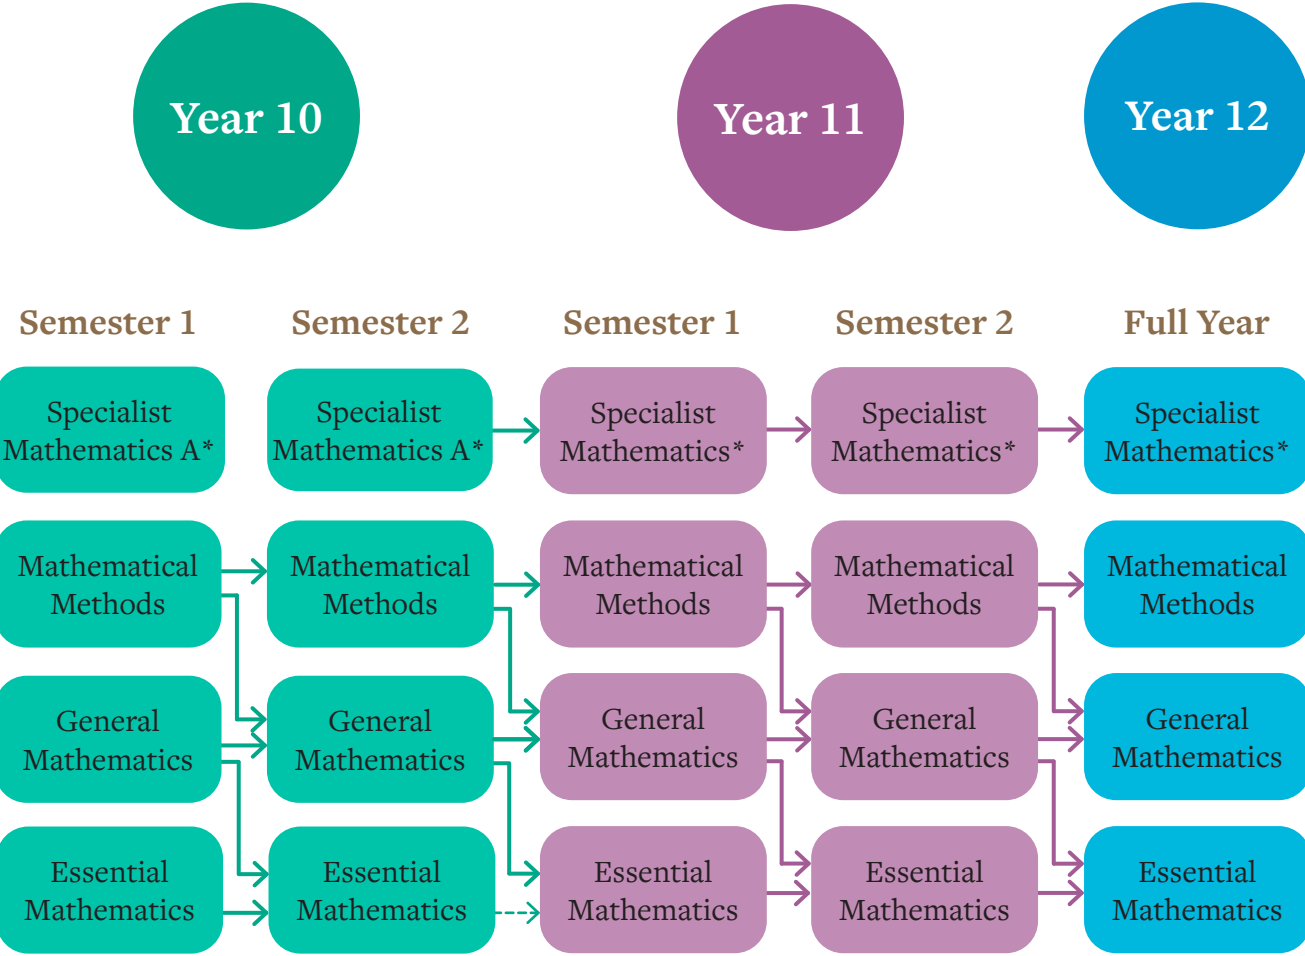 Year 10
Year 11
Year 12
Semester 1
Semester 2
Semester 1
Semester 2
Full Year
Specialist
Mathematics A*
Specialist
Mathematics A*
Specialist
Mathematics*
Specialist
Mathematics*
Specialist
Mathematics*
Mathematical
Methods
Mathematical
Methods
Mathematical
Methods
Mathematical
Methods
Mathematical
Methods
General
Mathematics
General
Mathematics
General
Mathematics
General
Mathematics
General
Mathematics
Essential
Mathematics
Essential
Mathematics
Essential
Mathematics
Essential
Mathematics
Essential
Mathematics